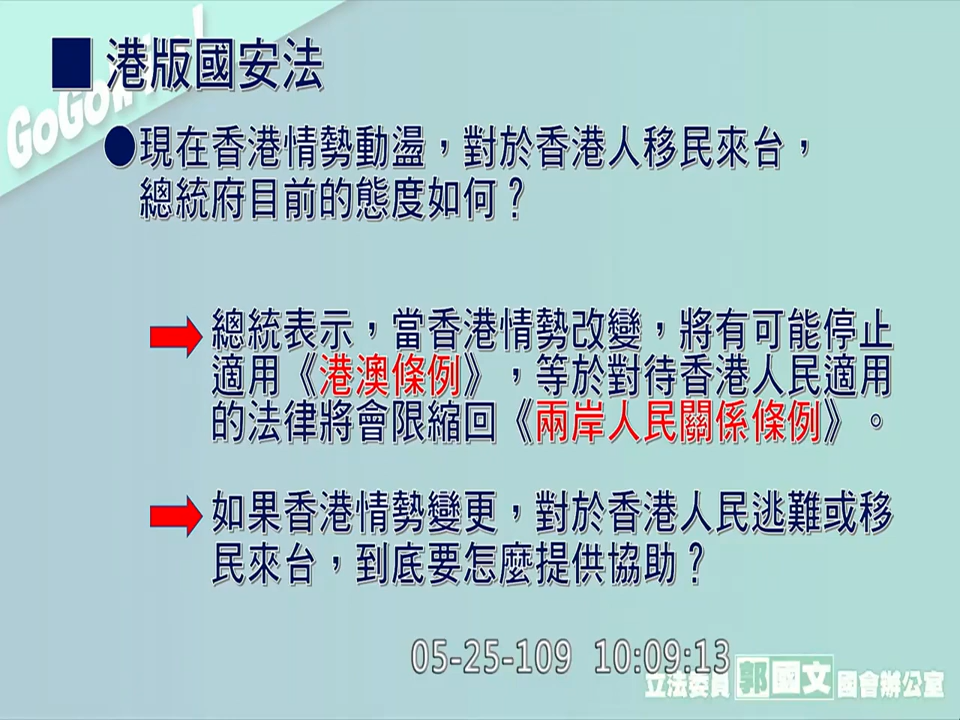 ■ 港版國安法
●現在香港情勢動盪，對於香港人移民來台，
總統府目前的態度如何？
總統表示，當香港情勢改變，將有可能停止
適用《港澳條例》，等於對待香港人民適用
的法律將會限縮回《兩岸人民關係條例》。
如果香港情勢變更，對於香港人民逃難或移
民來台，到底要怎麼提供協助？
05-25-109 10:09:13
立法委員 郭國文 國會辦公室